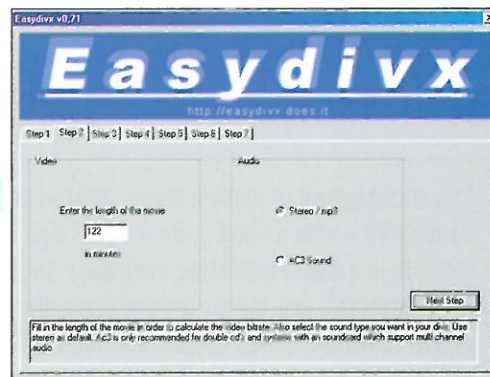 Easydivx v0.71
Easydivx
http://easydivx.does.it
Step 1 Step 2 Step 3 Step 4 Step 5 Step 6 Step 7
Video
Audio
Enter the length of the movie
122
in minutes
Stereo / mp3
AC3 Sound
Next Step
Fill in the length of the movie in order to calculate the video bitrate. Also select the sound type you want in your divx. Use
stereo as default. Ac3 is only recommended for double cd's and systems with an soundcard which support multi channel
audio.